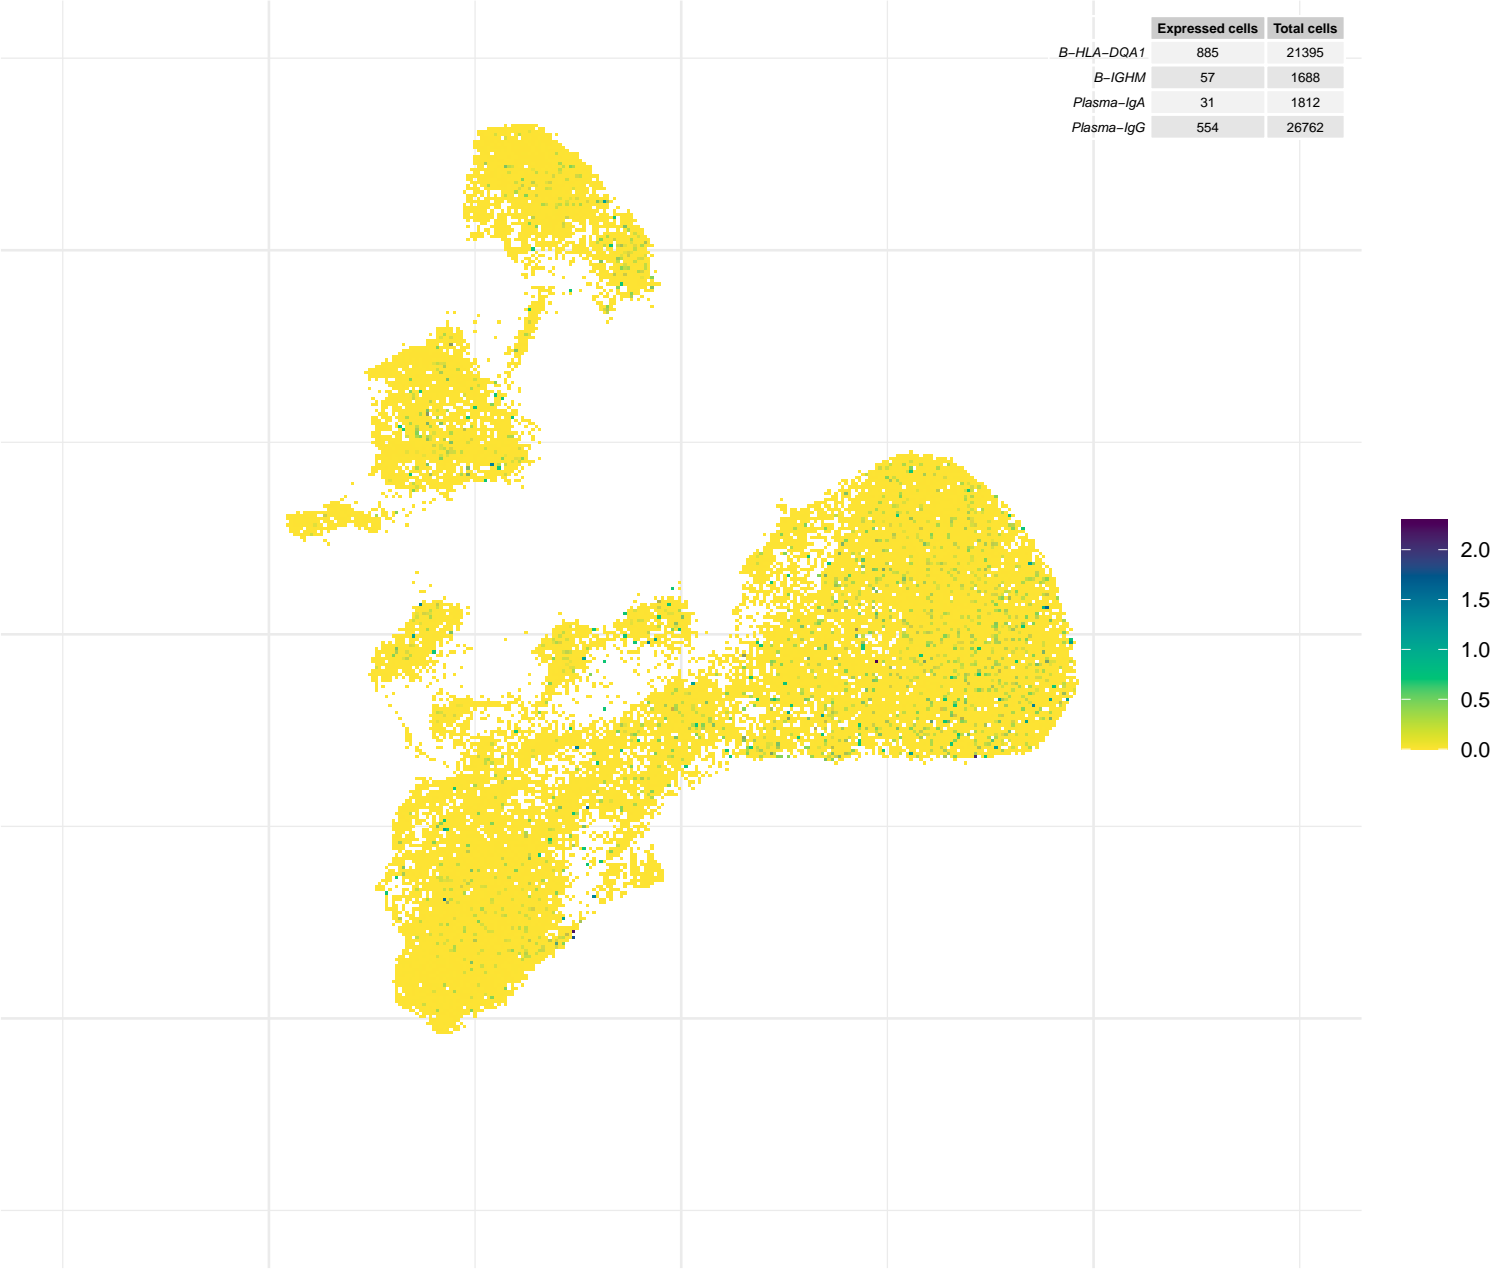 Expressed cells Total cells
B−HLA−DQA1 885 21395
B−IGHM 57 1688
Plasma−IgA 31 1812
Plasma−IgG 554 26762
2.0
1.5
1.0
0.5
0.0